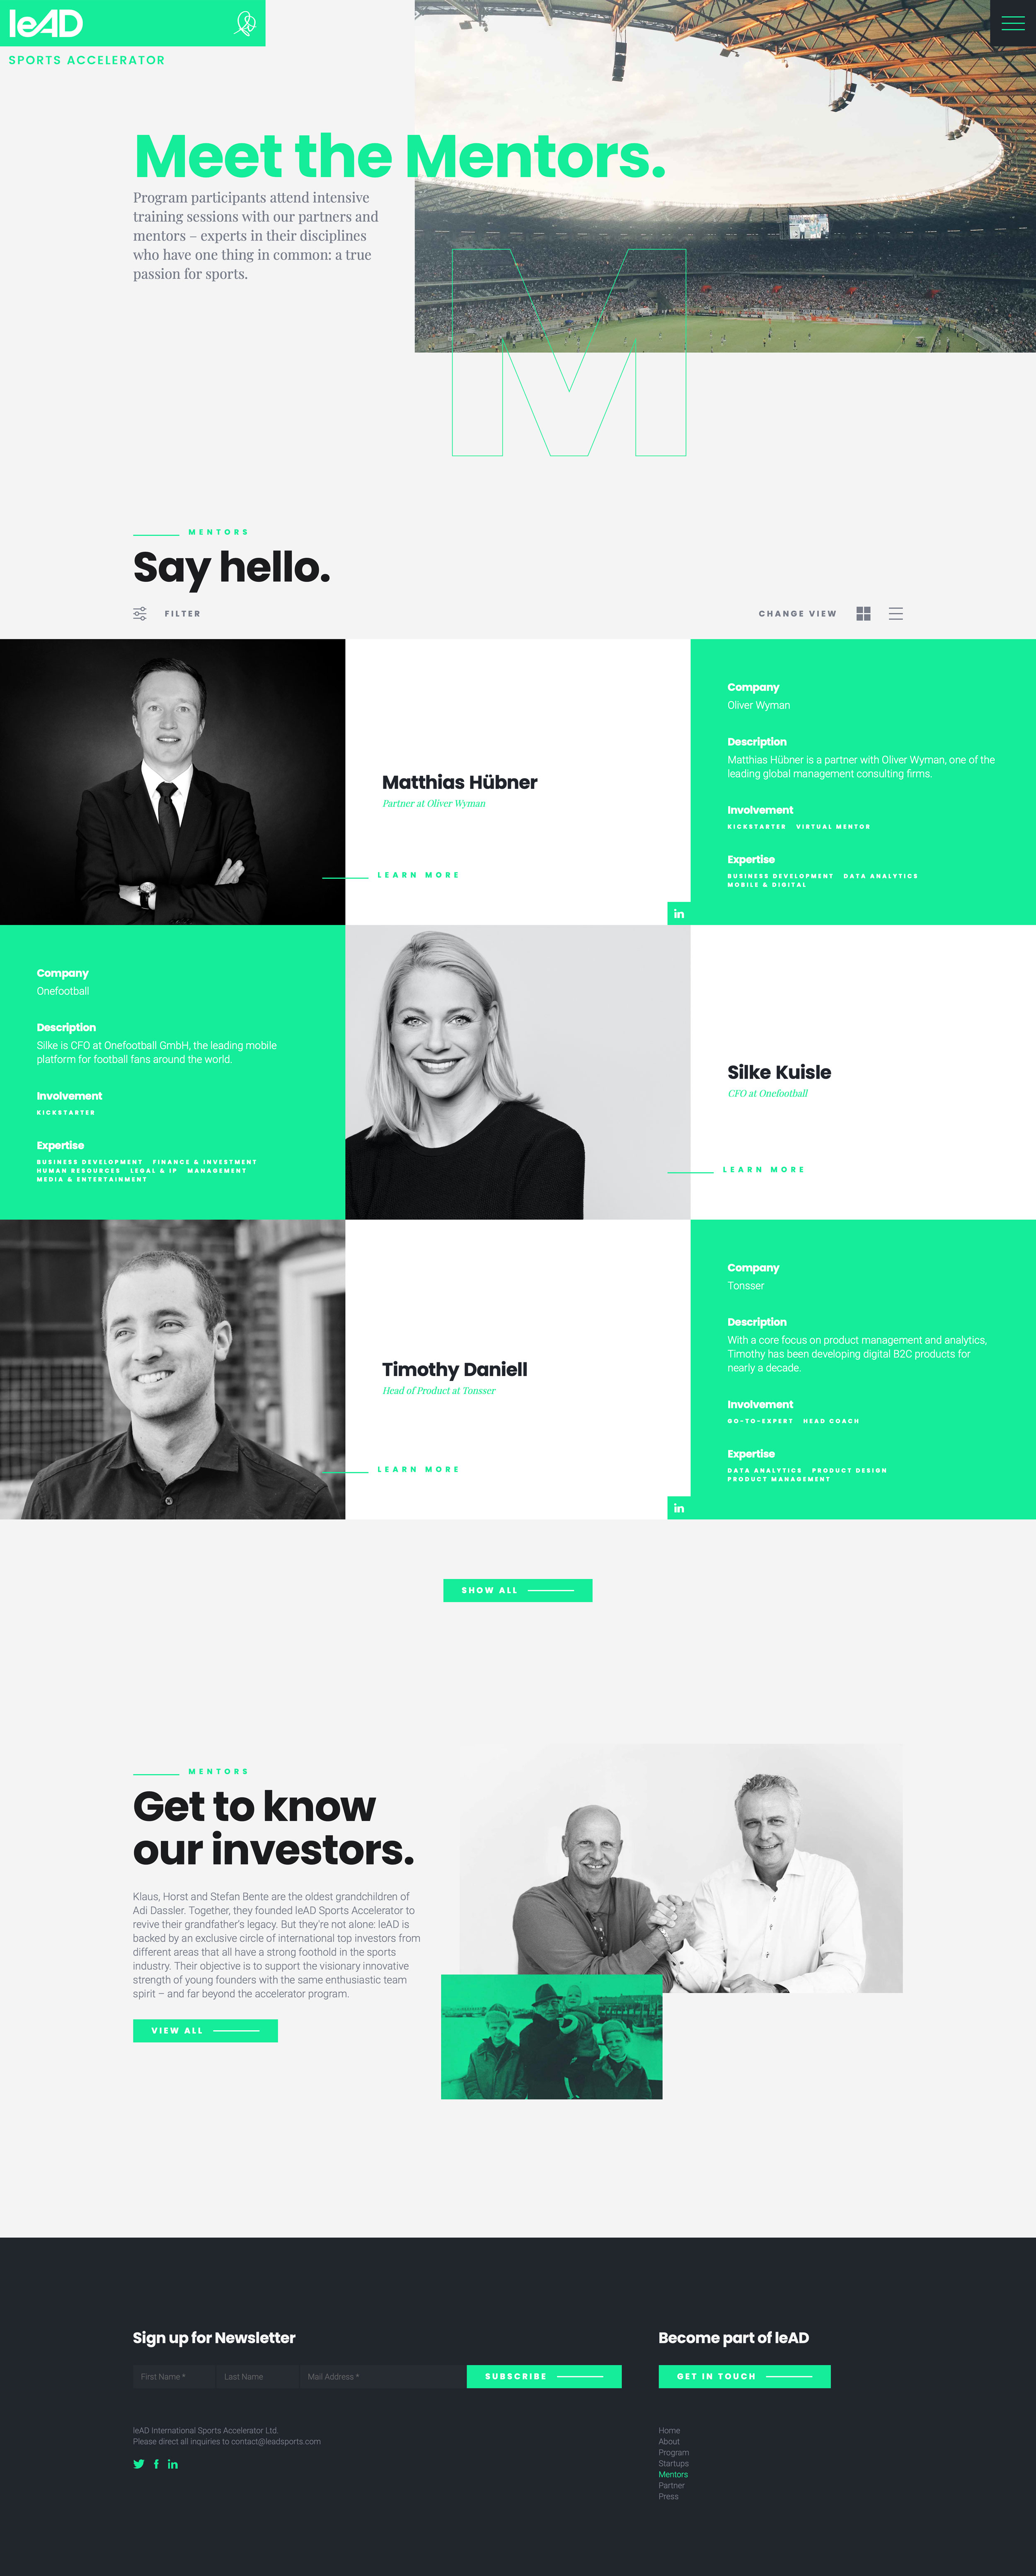 leAD
SPORTS ACCELERATOR
Meet the Mentors.
Program participants attend intensive
training sessions with our partners and
mentors – experts in their disciplines
who have one thing in common: a true
passion for sports.
M
MENTORS
Say hello.
FILTER
CHANGE VIEW
Matthias Hübner
Partner at Oliver Wyman
LEARN MORE
in
Company
Oliver Wyman
Description
Matthias Hübner is a partner with Oliver Wyman, one of the
leading global management consulting firms.
Involvement
KICKSTARTER VIRTUAL MENTOR
Expertise
BUSINESS DEVELOPMENT DATA ANALYTICS
MOBILE & DIGITAL
Company
Onefootball
Description
Silke is CFO at Onefootball GmbH, the leading mobile
platform for football fans around the world.
Involvement
KICKSTARTER
Expertise
BUSINESS DEVELOPMENT FINANCE & INVESTMENT
HUMAN RESOURCES LEGAL & IP MANAGEMENT
MEDIA & ENTERTAINMENT
Silke Kuisle
CFO at Onefootball
LEARN MORE
Timothy Daniell
Head of Product at Tonsser
LEARN MORE
in
Company
Tonsser
Description
With a core focus on product management and analytics,
Timothy has been developing digital B2C products for
nearly a decade.
Involvement
GO-TO-EXPERT HEAD COACH
Expertise
DATA ANALYTICS PRODUCT DESIGN
PRODUCT MANAGEMENT
SHOW ALL
MENTORS
Get to know
our investors.
Klaus, Horst and Stefan Bente are the oldest grandchildren of
Adi Dassler. Together, they founded leAD Sports Accelerator to
revive their grandfather's legacy. But they're not alone: leAD is
backed by an exclusive circle of international top investors from
different areas that all have a strong foothold in the sports
industry. Their objective is to support the visionary innovative
strength of young founders with the same enthusiastic team
spirit – and far beyond the accelerator program.
VIEW ALL
Sign up for Newsletter
First Name *
Last Name
Mail Address *
SUBSCRIBE
leAD International Sports Accelerator Ltd.
Please direct all inquiries to contact@leadsports.com
f in
Become part of leAD
GET IN TOUCH
Home
About
Program
Startups
Mentors
Partner
Press